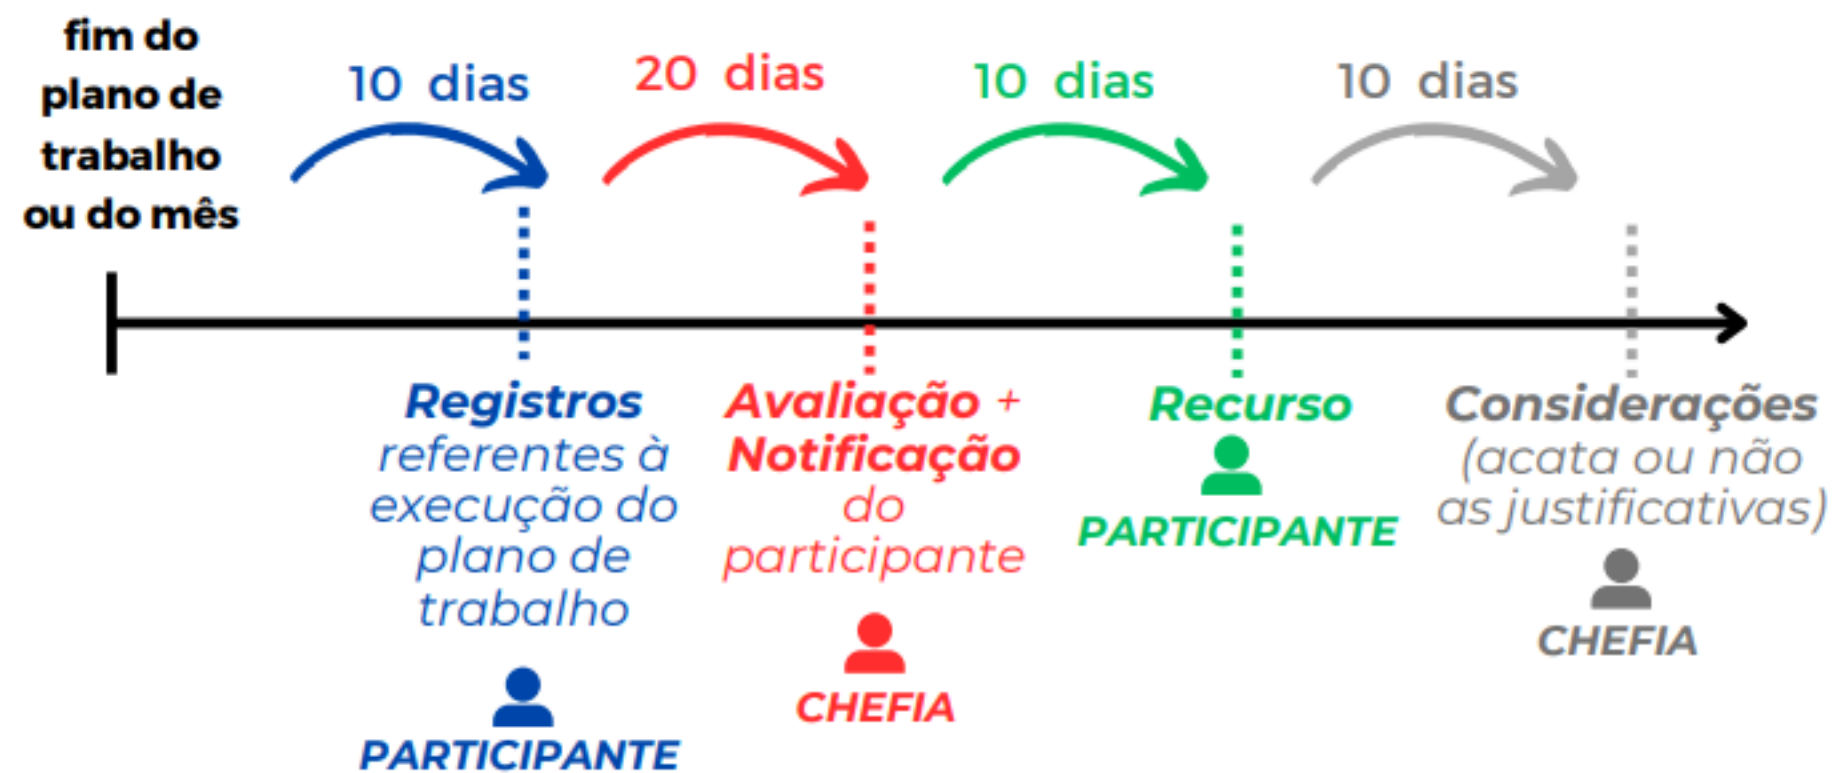 fim do
plano de
trabalho
ou do mês
10 dias
20 dias
10 dias
10 dias
Registros
referentes à
execução do
plano de
trabalho
PARTICIPANTE
Avaliação +
Notificação
do
participante
CHEFIA
Recurso
PARTICIPANTE
Considerações
(acata ou não
as justificativas)
CHEFIA